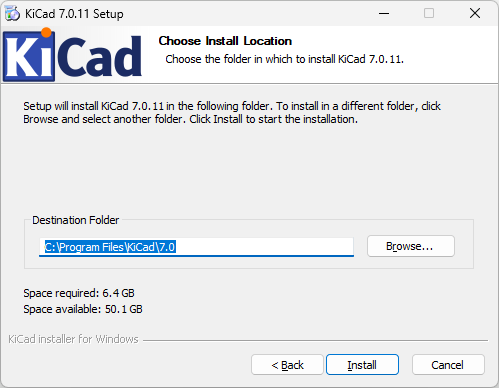 KiCad 7.0.11 Setup
KiCad
Choose Install Location
Choose the folder in which to install KiCad 7.0.11.
Setup will install KiCad 7.0.11 in the following folder. To install in a different folder, click
Browse and select another folder. Click Install to start the installation.
Destination Folder
C:\Program Files\KiCad\7.0
Browse...
Space required: 6.4 GB
Space available: 50.1 GB
KiCad installer for Windows
< Back
Install
Cancel